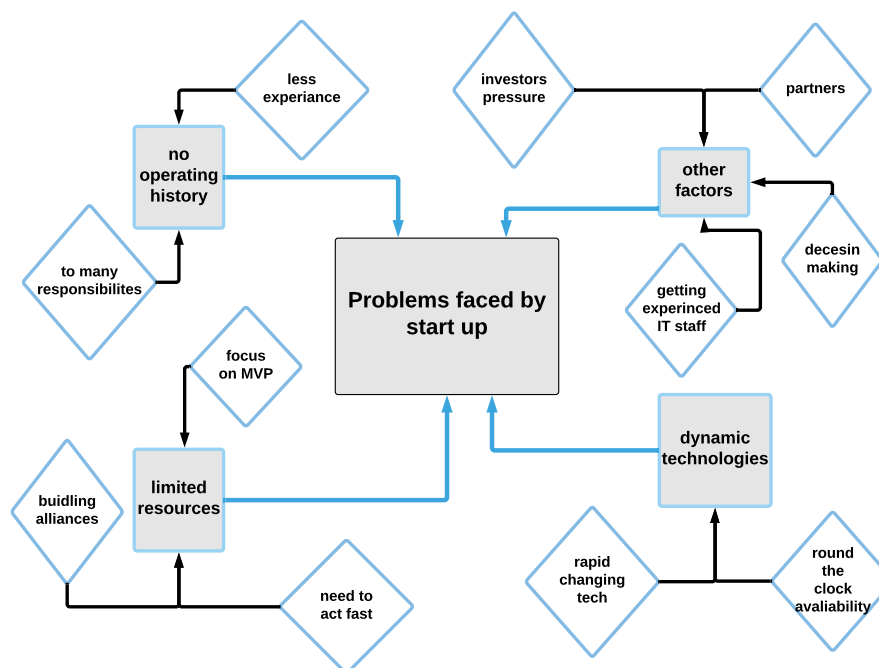 less
experiance
no
operating
history
to many
responsibilites
investors
pressure
partners
other
factors
decesin
making
getting
experinced
IT staff
Problems faced by
start up
focus
on MVP
limited
resources
buidling
alliances
need to
act fast
dynamic
technologies
rapid
changing
tech
round
the
clock
avaliability